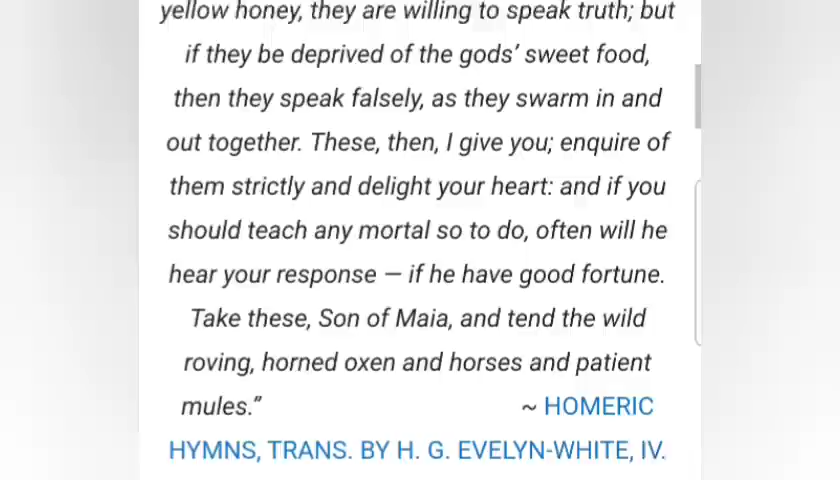 yellow honey, they are willing to speak truth; but
if they be deprived of the gods’ sweet food,
then they speak falsely, as they swarm in and
out together. These, then, I give you; enquire of
them strictly and delight your heart: and if you
should teach any mortal so to do, often will he
hear your response — if he have good fortune.
Take these, Son of Maia, and tend the wild
roving, horned oxen and horses and patient
mules.” ~ HOMERIC
HYMNS, TRANS. BY H. G. EVELYN-WHITE, IV.